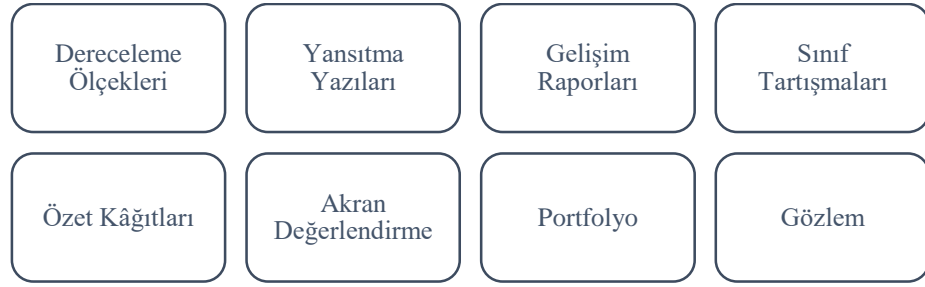 Dereceleme
Ölçekleri
Yansıtma
Yazıları
Gelişim
Raporları
Sınıf
Tartışmaları
Özet Kâğıtları
Akran
Değerlendirme
Portfolyo
Gözlem